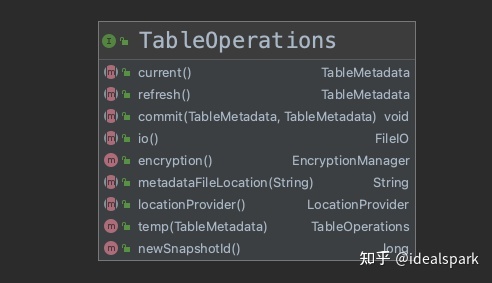 TableOperations
current() TableMetadata
refresh() TableMetadata
commit(TableMetadata, TableMetadata) void
io() FileIO
encryption() EncryptionManager
metadataFileLocation(String) String
locationProvider() LocationProvider
temp(TableMetadata) TableOperations
newSnapshotId() long
知乎 @idealspark